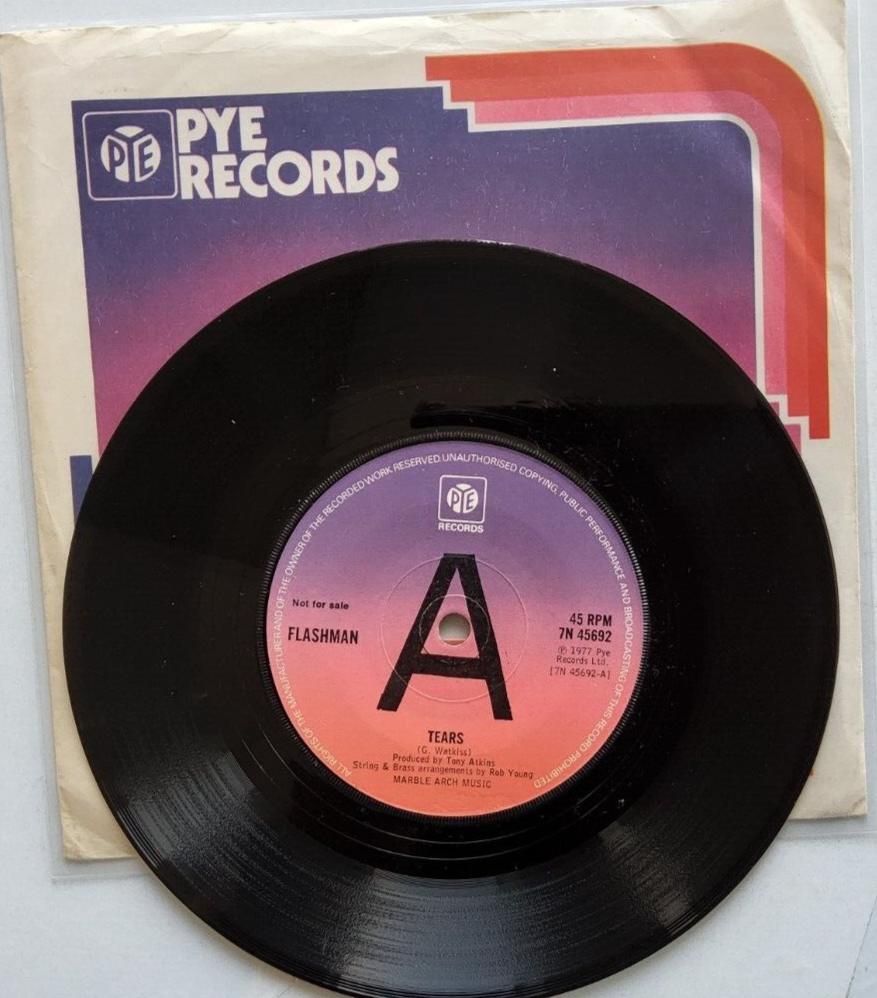 PYE
PYE
RECORDS
ALL RIGHTS OF THE MANUFACTURER AND OF THE OWNER OF THE RECORDED WORK RESERVED. UNAUTHORISED COPYING, PUBLIC PERFORMANCE AND BROADCASTING OF THIS RECORD PROHIBITED
PYE
RECORDS
A
Not for sale
FLASHMAN
45 RPM
7N 45692
℗ 1977 Pye
Records Ltd.
[7N 45692-A]
TEARS
(G. Watkiss)
Produced by Tony Atkins
String & Brass arrangements by Rob Young
MARBLE ARCH MUSIC